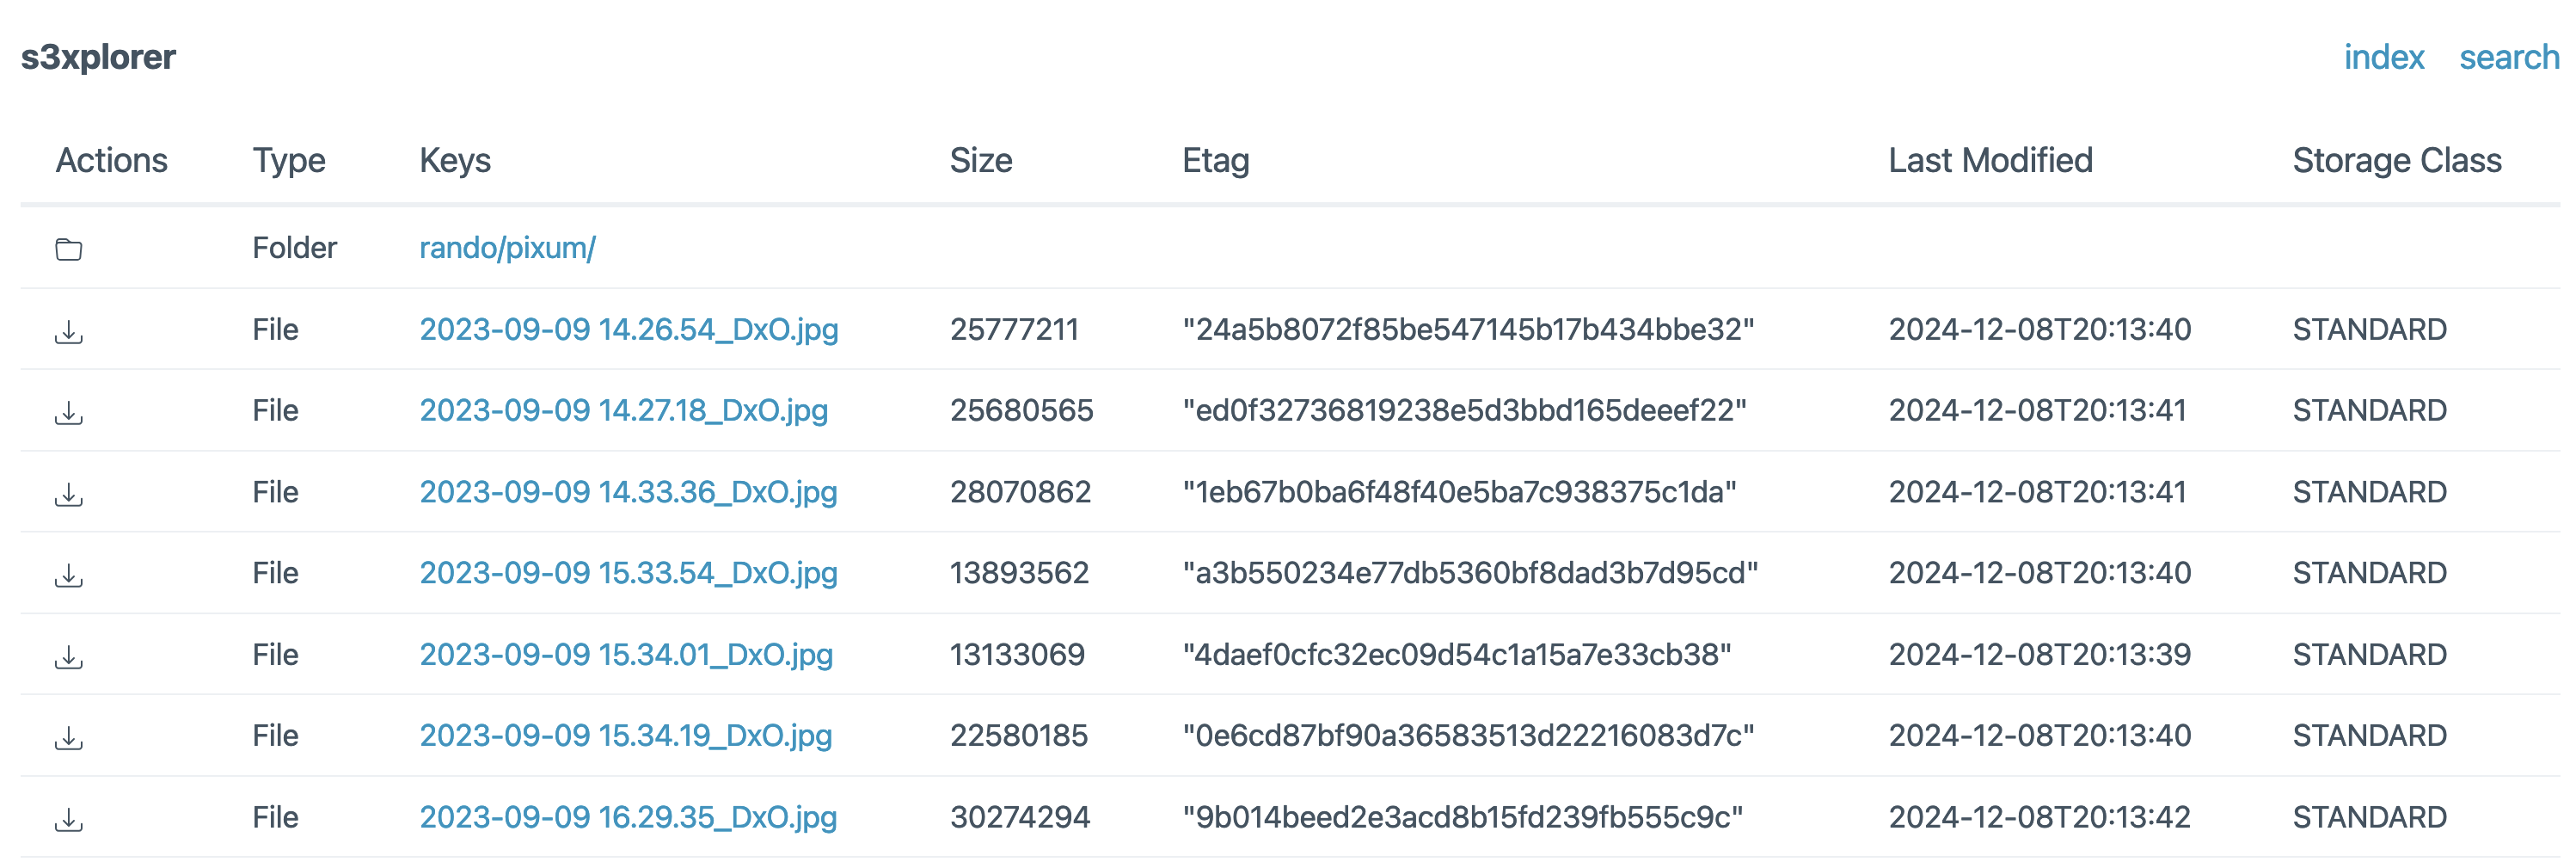 s3xplorer index search
Actions Type Keys Size Etag Last Modified Storage Class
Folder rando/pixum/
File 2023-09-09 14.26.54_DxO.jpg 25777211 "24a5b8072f85be547145b17b434bbe32" 2024-12-08T20:13:40 STANDARD
File 2023-09-09 14.27.18_DxO.jpg 25680565 "ed0f32736819238e5d3bbd165deeef22" 2024-12-08T20:13:41 STANDARD
File 2023-09-09 14.33.36_DxO.jpg 28070862 "1eb67b0ba6f48f40e5ba7c938375c1da" 2024-12-08T20:13:41 STANDARD
File 2023-09-09 15.33.54_DxO.jpg 13893562 "a3b550234e77db5360bf8dad3b7d95cd" 2024-12-08T20:13:40 STANDARD
File 2023-09-09 15.34.01_DxO.jpg 13133069 "4daef0cfc32ec09d54c1a15a7e33cb38" 2024-12-08T20:13:39 STANDARD
File 2023-09-09 15.34.19_DxO.jpg 22580185 "0e6cd87bf90a36583513d22216083d7c" 2024-12-08T20:13:40 STANDARD
File 2023-09-09 16.29.35_DxO.jpg 30274294 "9b014beed2e3acd8b15fd239fb555c9c" 2024-12-08T20:13:42 STANDARD